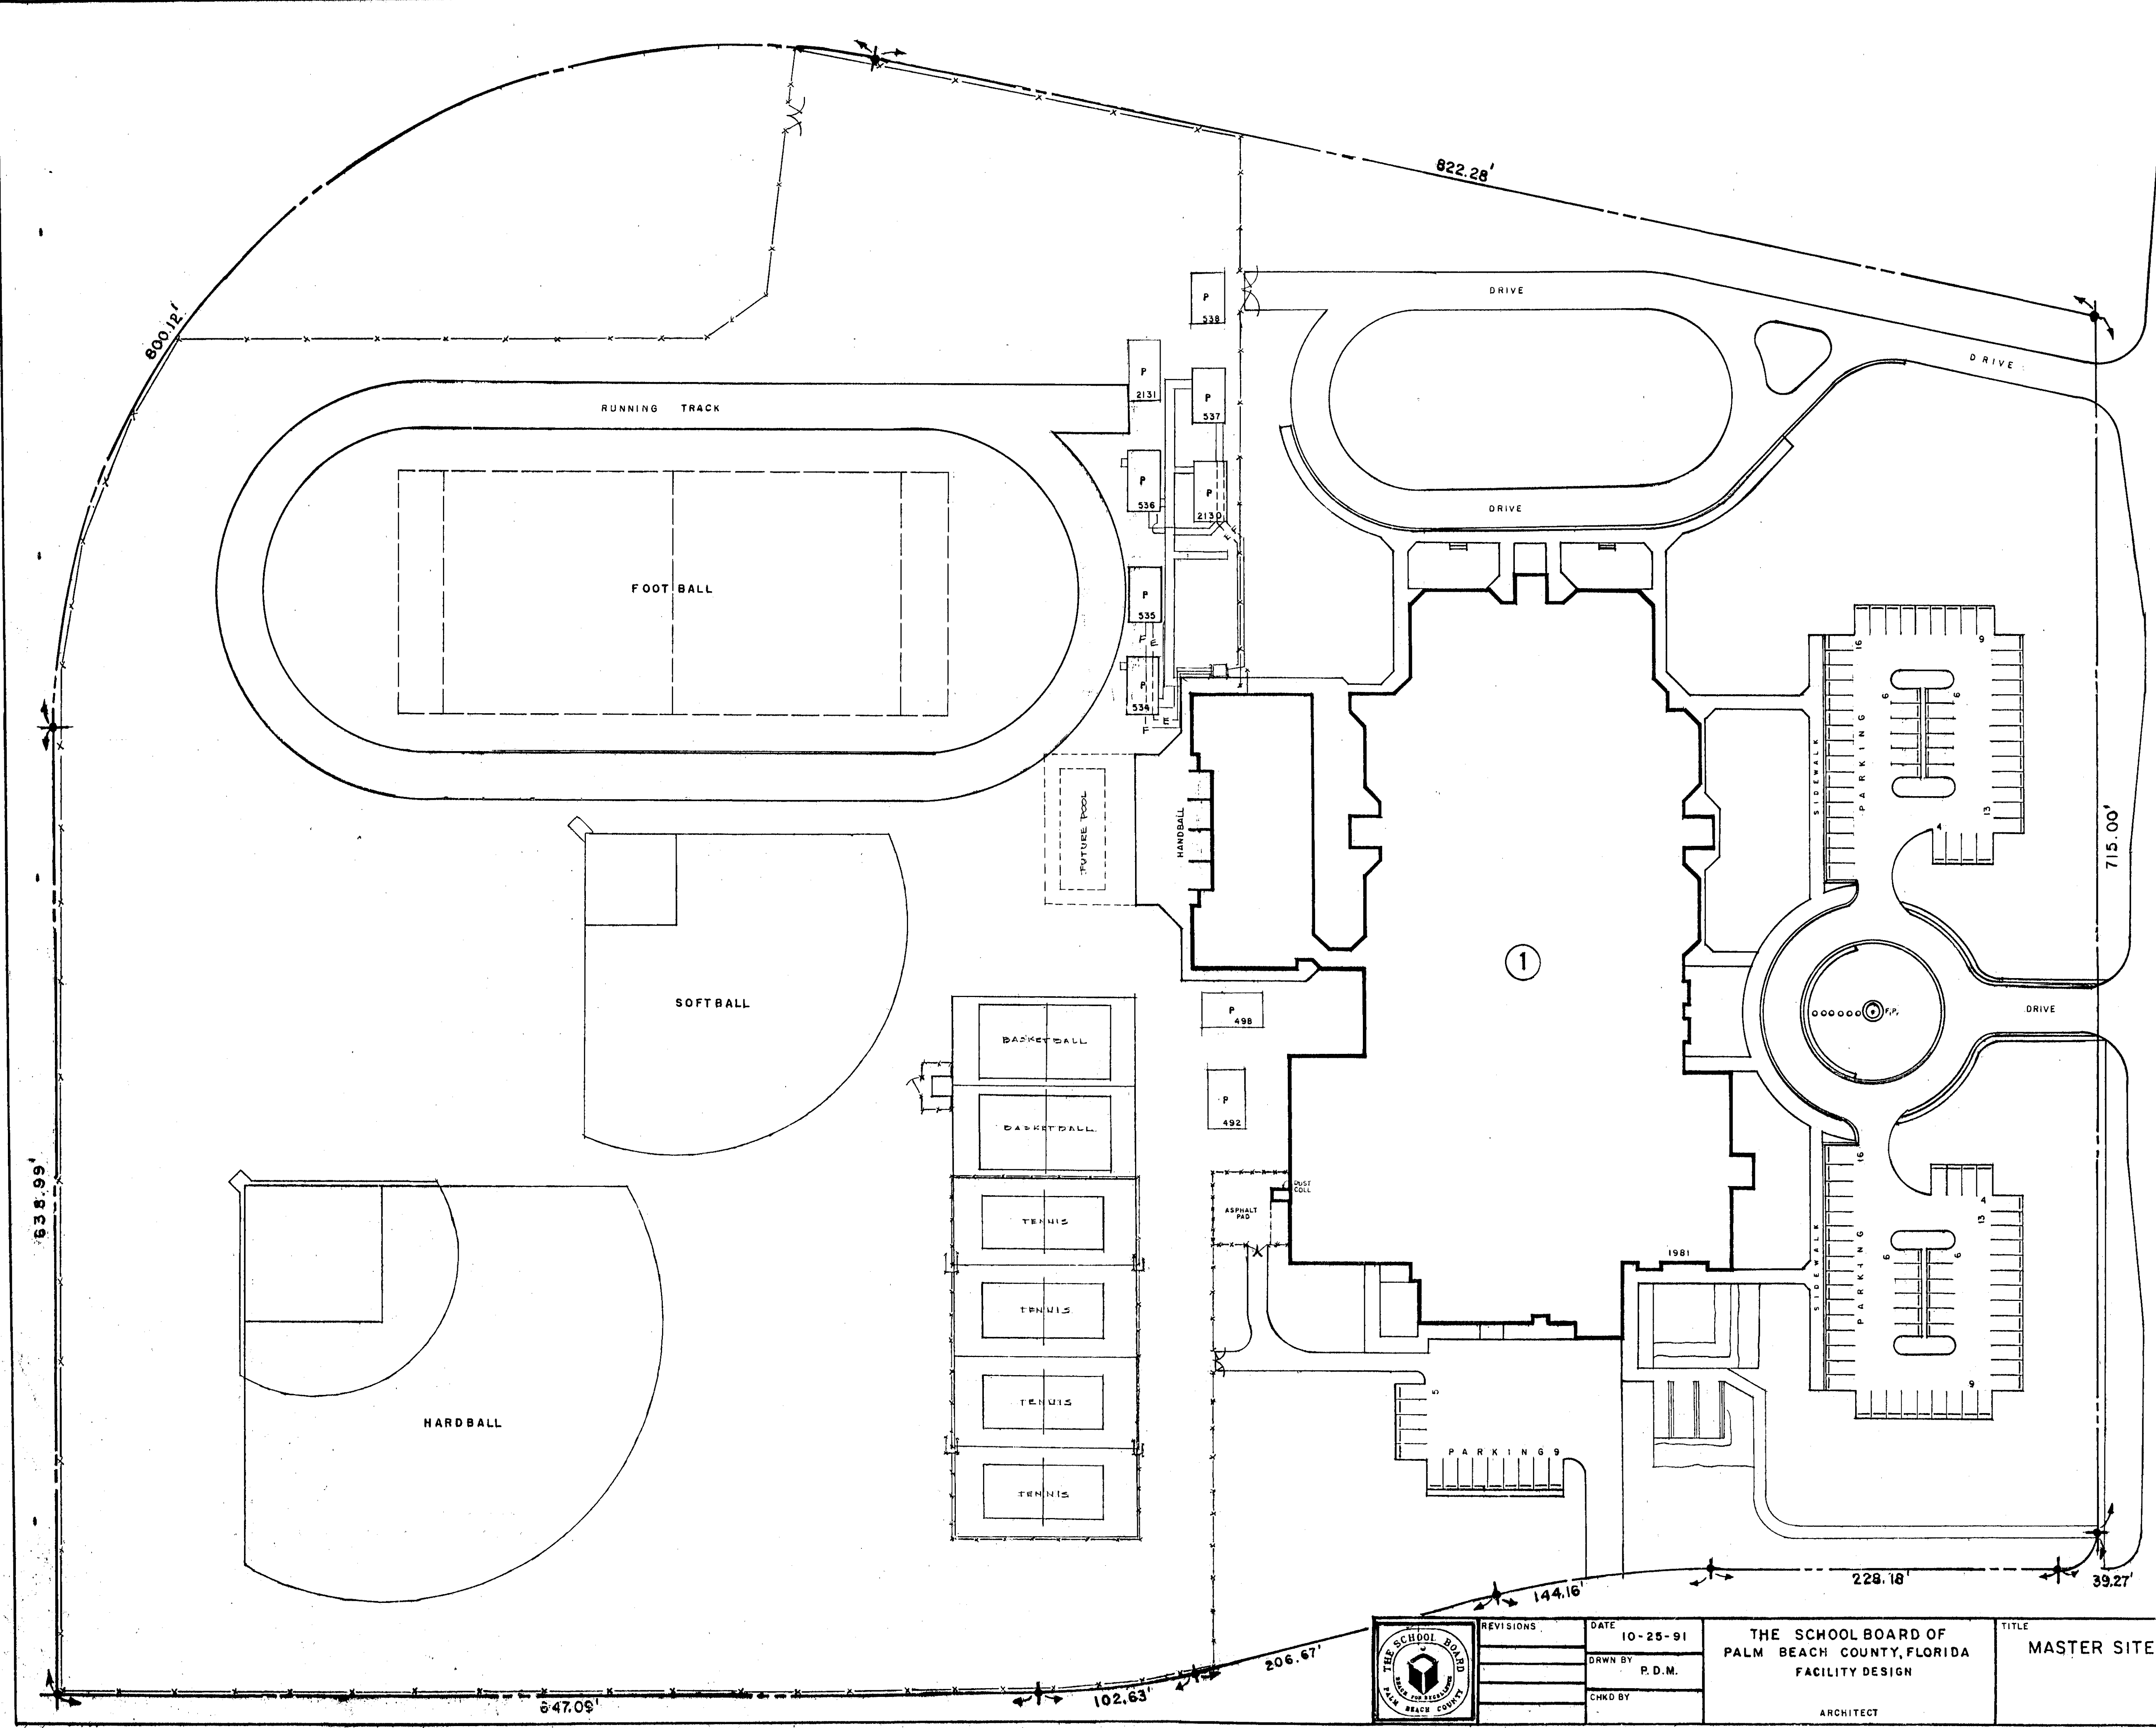 822.28'
800.12'
DRIVE
DRIVE
P
538
P
2131
P
537
RUNNING TRACK
P
536
P
2130
DRIVE
FOOT BALL
P
535
F
E
P
534
E
F
16
9
6
6
SIDEWALK
PARKING
13
4
715.00'
FUTURE POOL
HANDBALL
1
SOFTBALL
P
498
F.P.
DRIVE
BASKETBALL
P
492
BASKETBALL
638.99'
DUST
COLL
ASPHALT
PAD
16
4
13
TENNIS
1981
6
6
SIDEWALK
PARKING
TENNIS
5
9
TENNIS
HARDBALL
PARKING 9
TENNIS
144.16'
228.18'
39.27'
206.67'
102.63'
647.09'
THE SCHOOL BOARD
PALM BEACH COUNTY
REVISIONS
DATE
10-25-91
DRWN BY
P.D.M.
CHKD BY
THE SCHOOL BOARD OF
PALM BEACH COUNTY, FLORIDA
FACILITY DESIGN
ARCHITECT
TITLE
MASTER SITE